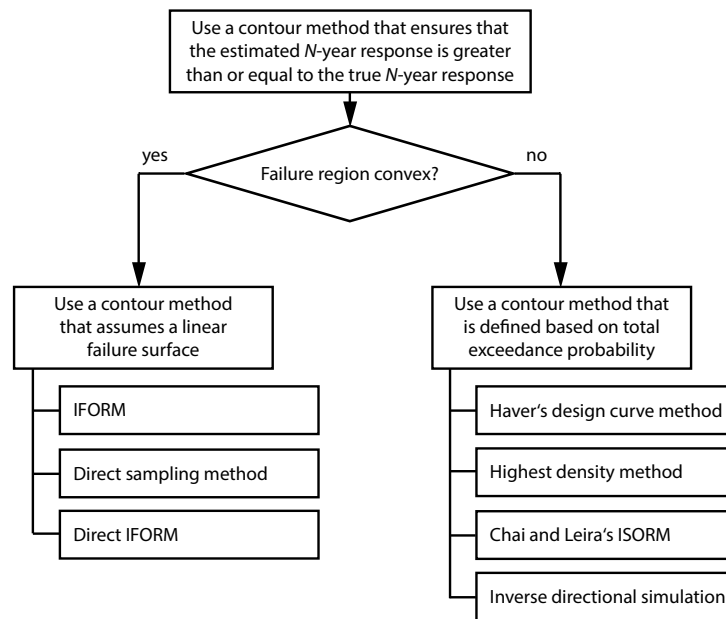 Use a contour method that ensures that
the estimated N-year response is greater
than or equal to the true N-year response
yes
Failure region convex?
no
Use a contour method
that assumes a linear
failure surface
IFORM
Direct sampling method
Direct IFORM
Use a contour method that
is defined based on total
exceedance probability
Haver‘s design curve method
Highest density method
Chai and Leira‘s ISORM
Inverse directional simulation